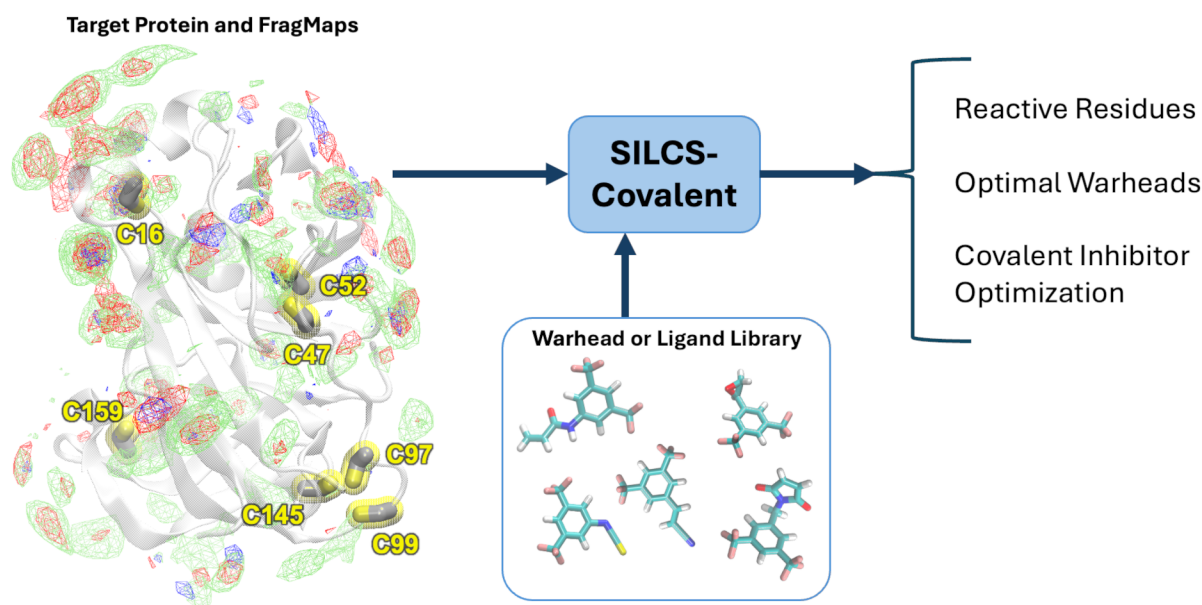 Target Protein and FragMaps
C16
C52
C47
C159
C97
C145
C99
SILCS-
Covalent
Warhead or Ligand Library
Reactive Residues
Optimal Warheads
Covalent Inhibitor
Optimization